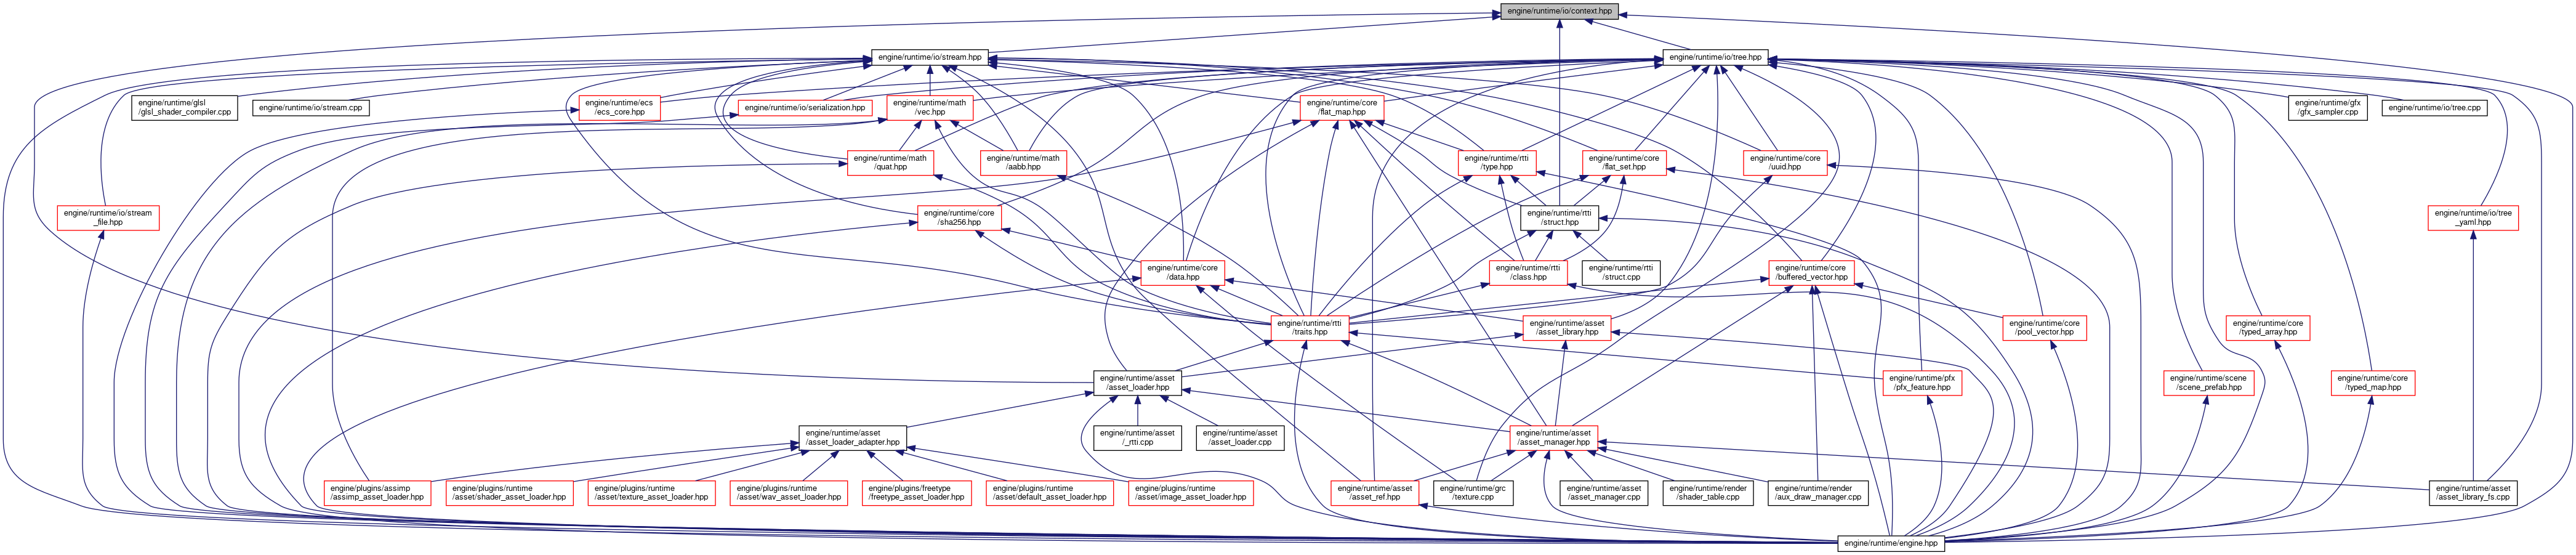 engine/runtime/io/context.hpp
engine/runtime/io/stream.hpp
engine/runtime/io/tree.hpp
engine/runtime/glsl
/glsl_shader_compiler.cpp
engine/runtime/io/stream.cpp
engine/runtime/ecs
/ecs_core.hpp
engine/runtime/io/serialization.hpp
engine/runtime/math
/vec.hpp
engine/runtime/core
/flat_map.hpp
engine/runtime/gfx
/gfx_sampler.cpp
engine/runtime/io/tree.cpp
engine/runtime/math
/quat.hpp
engine/runtime/math
/aabb.hpp
engine/runtime/rtti
/type.hpp
engine/runtime/core
/flat_set.hpp
engine/runtime/core
/uuid.hpp
engine/runtime/io/stream
_file.hpp
engine/runtime/core
/sha256.hpp
engine/runtime/rtti
/struct.hpp
engine/runtime/io/tree
_yaml.hpp
engine/runtime/core
/data.hpp
engine/runtime/rtti
/class.hpp
engine/runtime/rtti
/struct.cpp
engine/runtime/core
/buffered_vector.hpp
engine/runtime/rtti
/traits.hpp
engine/runtime/asset
/asset_library.hpp
engine/runtime/core
/pool_vector.hpp
engine/runtime/core
/typed_array.hpp
engine/runtime/asset
/asset_loader.hpp
engine/runtime/pfx
/pfx_feature.hpp
engine/runtime/scene
/scene_prefab.hpp
engine/runtime/core
/typed_map.hpp
engine/runtime/asset
/asset_loader_adapter.hpp
engine/runtime/asset
/_rtti.cpp
engine/runtime/asset
/asset_loader.cpp
engine/runtime/asset
/asset_manager.hpp
engine/plugins/assimp
/assimp_asset_loader.hpp
engine/plugins/runtime
/asset/shader_asset_loader.hpp
engine/plugins/runtime
/asset/texture_asset_loader.hpp
engine/plugins/runtime
/asset/wav_asset_loader.hpp
engine/plugins/freetype
/freetype_asset_loader.hpp
engine/plugins/runtime
/asset/default_asset_loader.hpp
engine/plugins/runtime
/asset/image_asset_loader.hpp
engine/runtime/asset
/asset_ref.hpp
engine/runtime/grc
/texture.cpp
engine/runtime/asset
/asset_manager.cpp
engine/runtime/render
/shader_table.cpp
engine/runtime/render
/aux_draw_manager.cpp
engine/runtime/asset
/asset_library_fs.cpp
engine/runtime/engine.hpp